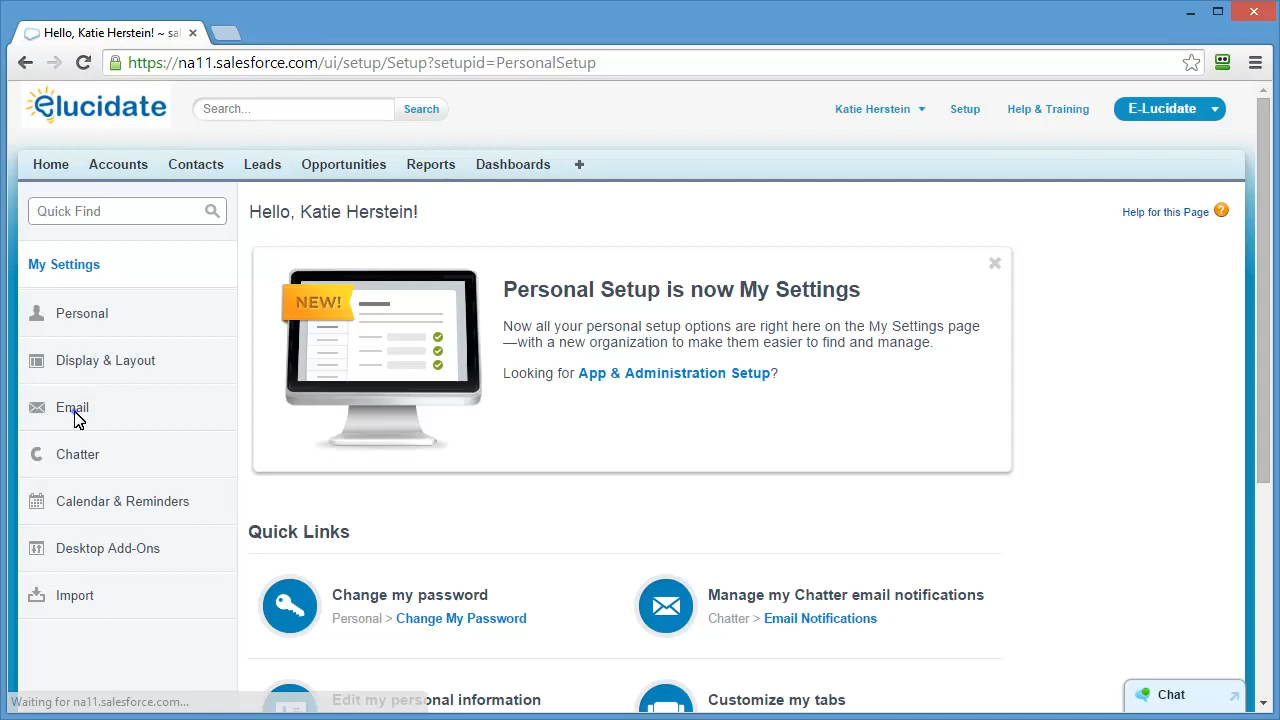 Hello, Katie Herstein! ~ sa
https://na11.salesforce.com/ui/setup/Setup?setupid=PersonalSetup
elucidate
Search...
Search
Katie Herstein
Setup
Help & Training
E-Lucidate
Home
Accounts
Contacts
Leads
Opportunities
Reports
Dashboards
Quick Find
My Settings
Personal
Display & Layout
Email
Chatter
Calendar & Reminders
Desktop Add-Ons
Import
Hello, Katie Herstein!
Help for this Page
NEW!
Personal Setup is now My Settings
Now all your personal setup options are right here on the My Settings page
—with a new organization to make them easier to find and manage.
Looking for App & Administration Setup?
Quick Links
Change my password
Personal > Change My Password
Manage my Chatter email notifications
Chatter > Email Notifications
Edit my personal information
Customize my tabs
Waiting for na11.salesforce.com...
Chat